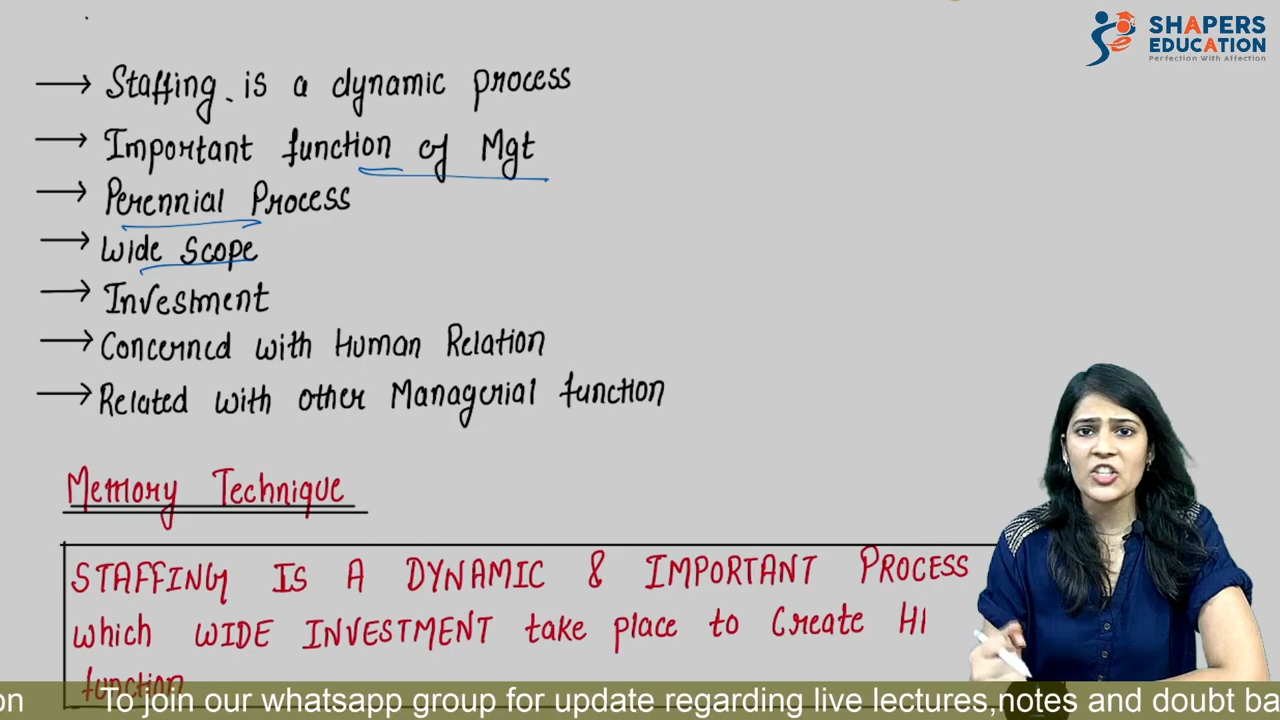 SHAPERS
EDUCATION
Perfection With Affection
→ Staffing is a dynamic process
→ Important function of Mgt
→ Perennial Process
→ Wide Scope
→ Investment
→ Concerned with Human Relation
→ Related with other Managerial function
Memory Technique
STAFFING IS A DYNAMIC & IMPORTANT PROCESS
which WIDE INVESTMENT take place to Create HI
function
on To join our whatsapp group for update regarding live lectures,notes and doubt ba